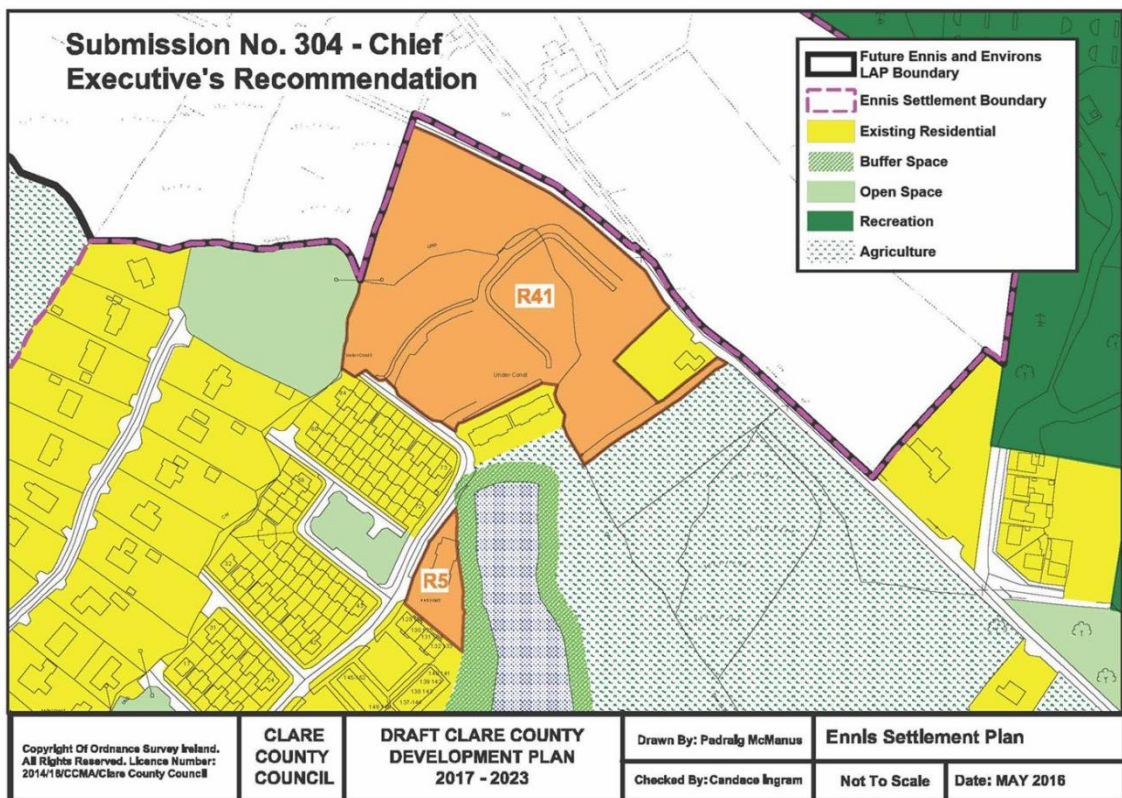 Submission No. 304 - Chief
Executive's Recommendation
Future Ennis and Environs
LAP Boundary
Ennis Settlement Boundary
Existing Residential
Buffer Space
Open Space
Recreation
Agriculture
R41
Under Const
R5
Copyright Of Ordnance Survey Ireland.
All Rights Reserved. Licence Number:
2014/16/CCMA/Clare County Council
CLARE
COUNTY
COUNCIL
DRAFT CLARE COUNTY
DEVELOPMENT PLAN
2017 - 2023
Drawn By: Padraig McManus
Checked By: Candace Ingram
Ennis Settlement Plan
Not To Scale
Date: MAY 2016